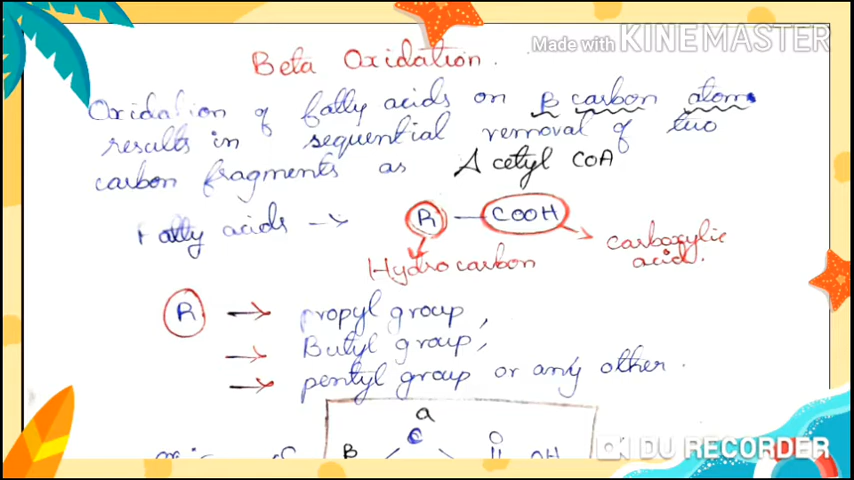 Made with KINEMASTER
Beta Oxidation.
Oxidation of fatty acids on B carbon atoms
results in sequential removal of two
carbon fragments as Acetyl COA
Fatty acids → R — COOH
Hydrocarbon
carboxylic
acid.
R → propyl group,
→ Butyl group,
→ pentyl group or any other.
a
C
B
O
OH
DU RECORDER